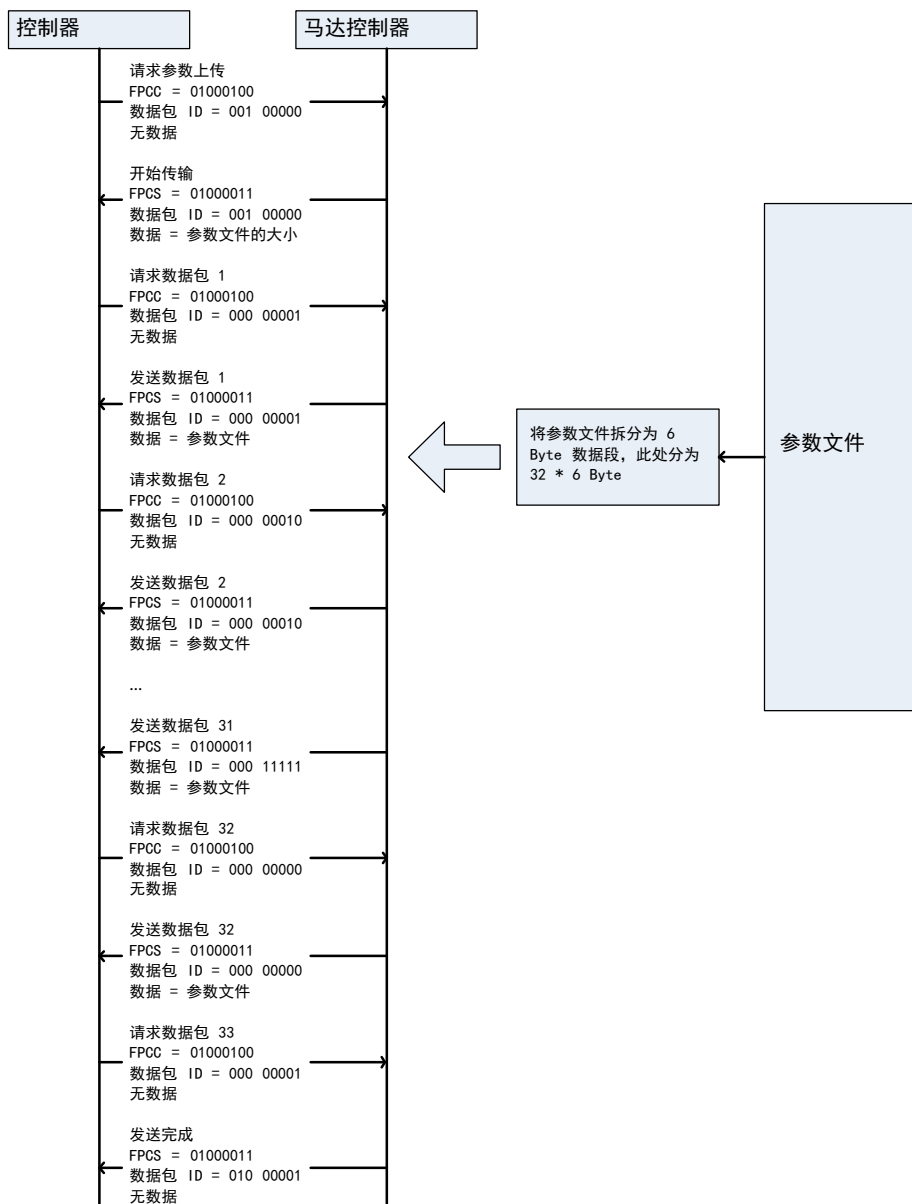 控制器
马达控制器
请求参数上传
FPCC = 01000100
数据包 ID = 001 00000
无数据
开始传输
FPCS = 01000011
数据包 ID = 001 00000
数据 = 参数文件的大小
请求数据包 1
FPCC = 01000100
数据包 ID = 000 00001
无数据
发送数据包 1
FPCS = 01000011
数据包 ID = 000 00001
数据 = 参数文件
将参数文件拆分为 6
Byte 数据段，此处分为
32 * 6 Byte
参数文件
请求数据包 2
FPCC = 01000100
数据包 ID = 000 00010
无数据
发送数据包 2
FPCS = 01000011
数据包 ID = 000 00010
数据 = 参数文件
...
发送数据包 31
FPCS = 01000011
数据包 ID = 000 11111
数据 = 参数文件
请求数据包 32
FPCC = 01000100
数据包 ID = 000 00000
无数据
发送数据包 32
FPCS = 01000011
数据包 ID = 000 00000
数据 = 参数文件
请求数据包 33
FPCC = 01000100
数据包 ID = 000 00001
无数据
发送完成
FPCS = 01000011
数据包 ID = 010 00001
无数据